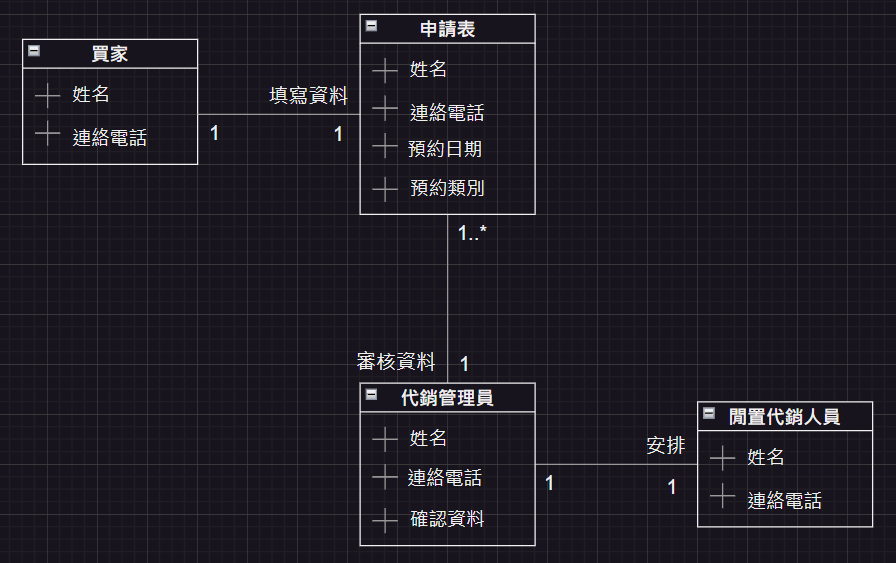 買家
姓名
連絡電話
填寫資料
1
1
申請表
姓名
連絡電話
預約日期
預約類別
1..*
審核資料
1
代銷管理員
姓名
連絡電話
確認資料
安排
1
1
閒置代銷人員
姓名
連絡電話